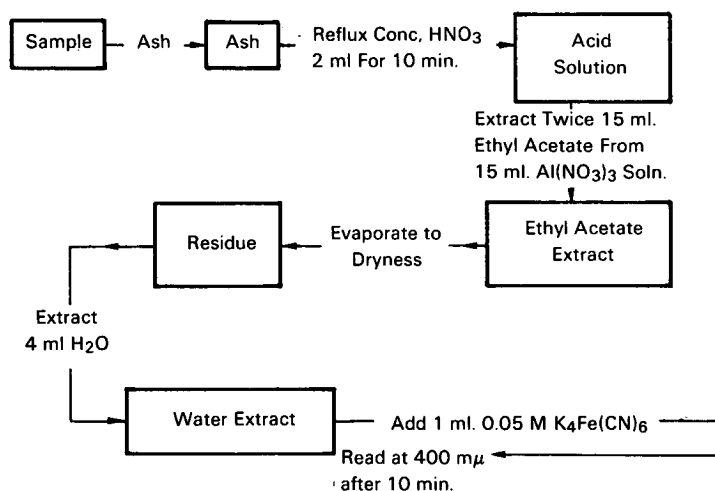 Sample
Ash
Ash
Reflux Conc, HNO3
2 ml For 10 min.
Acid
Solution
Extract Twice 15 ml.
Ethyl Acetate From
15 ml. Al(NO3)3 Soln.
Ethyl Acetate
Extract
Evaporate to
Dryness
Residue
Extract
4 ml H2O
Water Extract
Add 1 ml. 0.05 M K4Fe(CN)6
Read at 400 mμ
after 10 min.